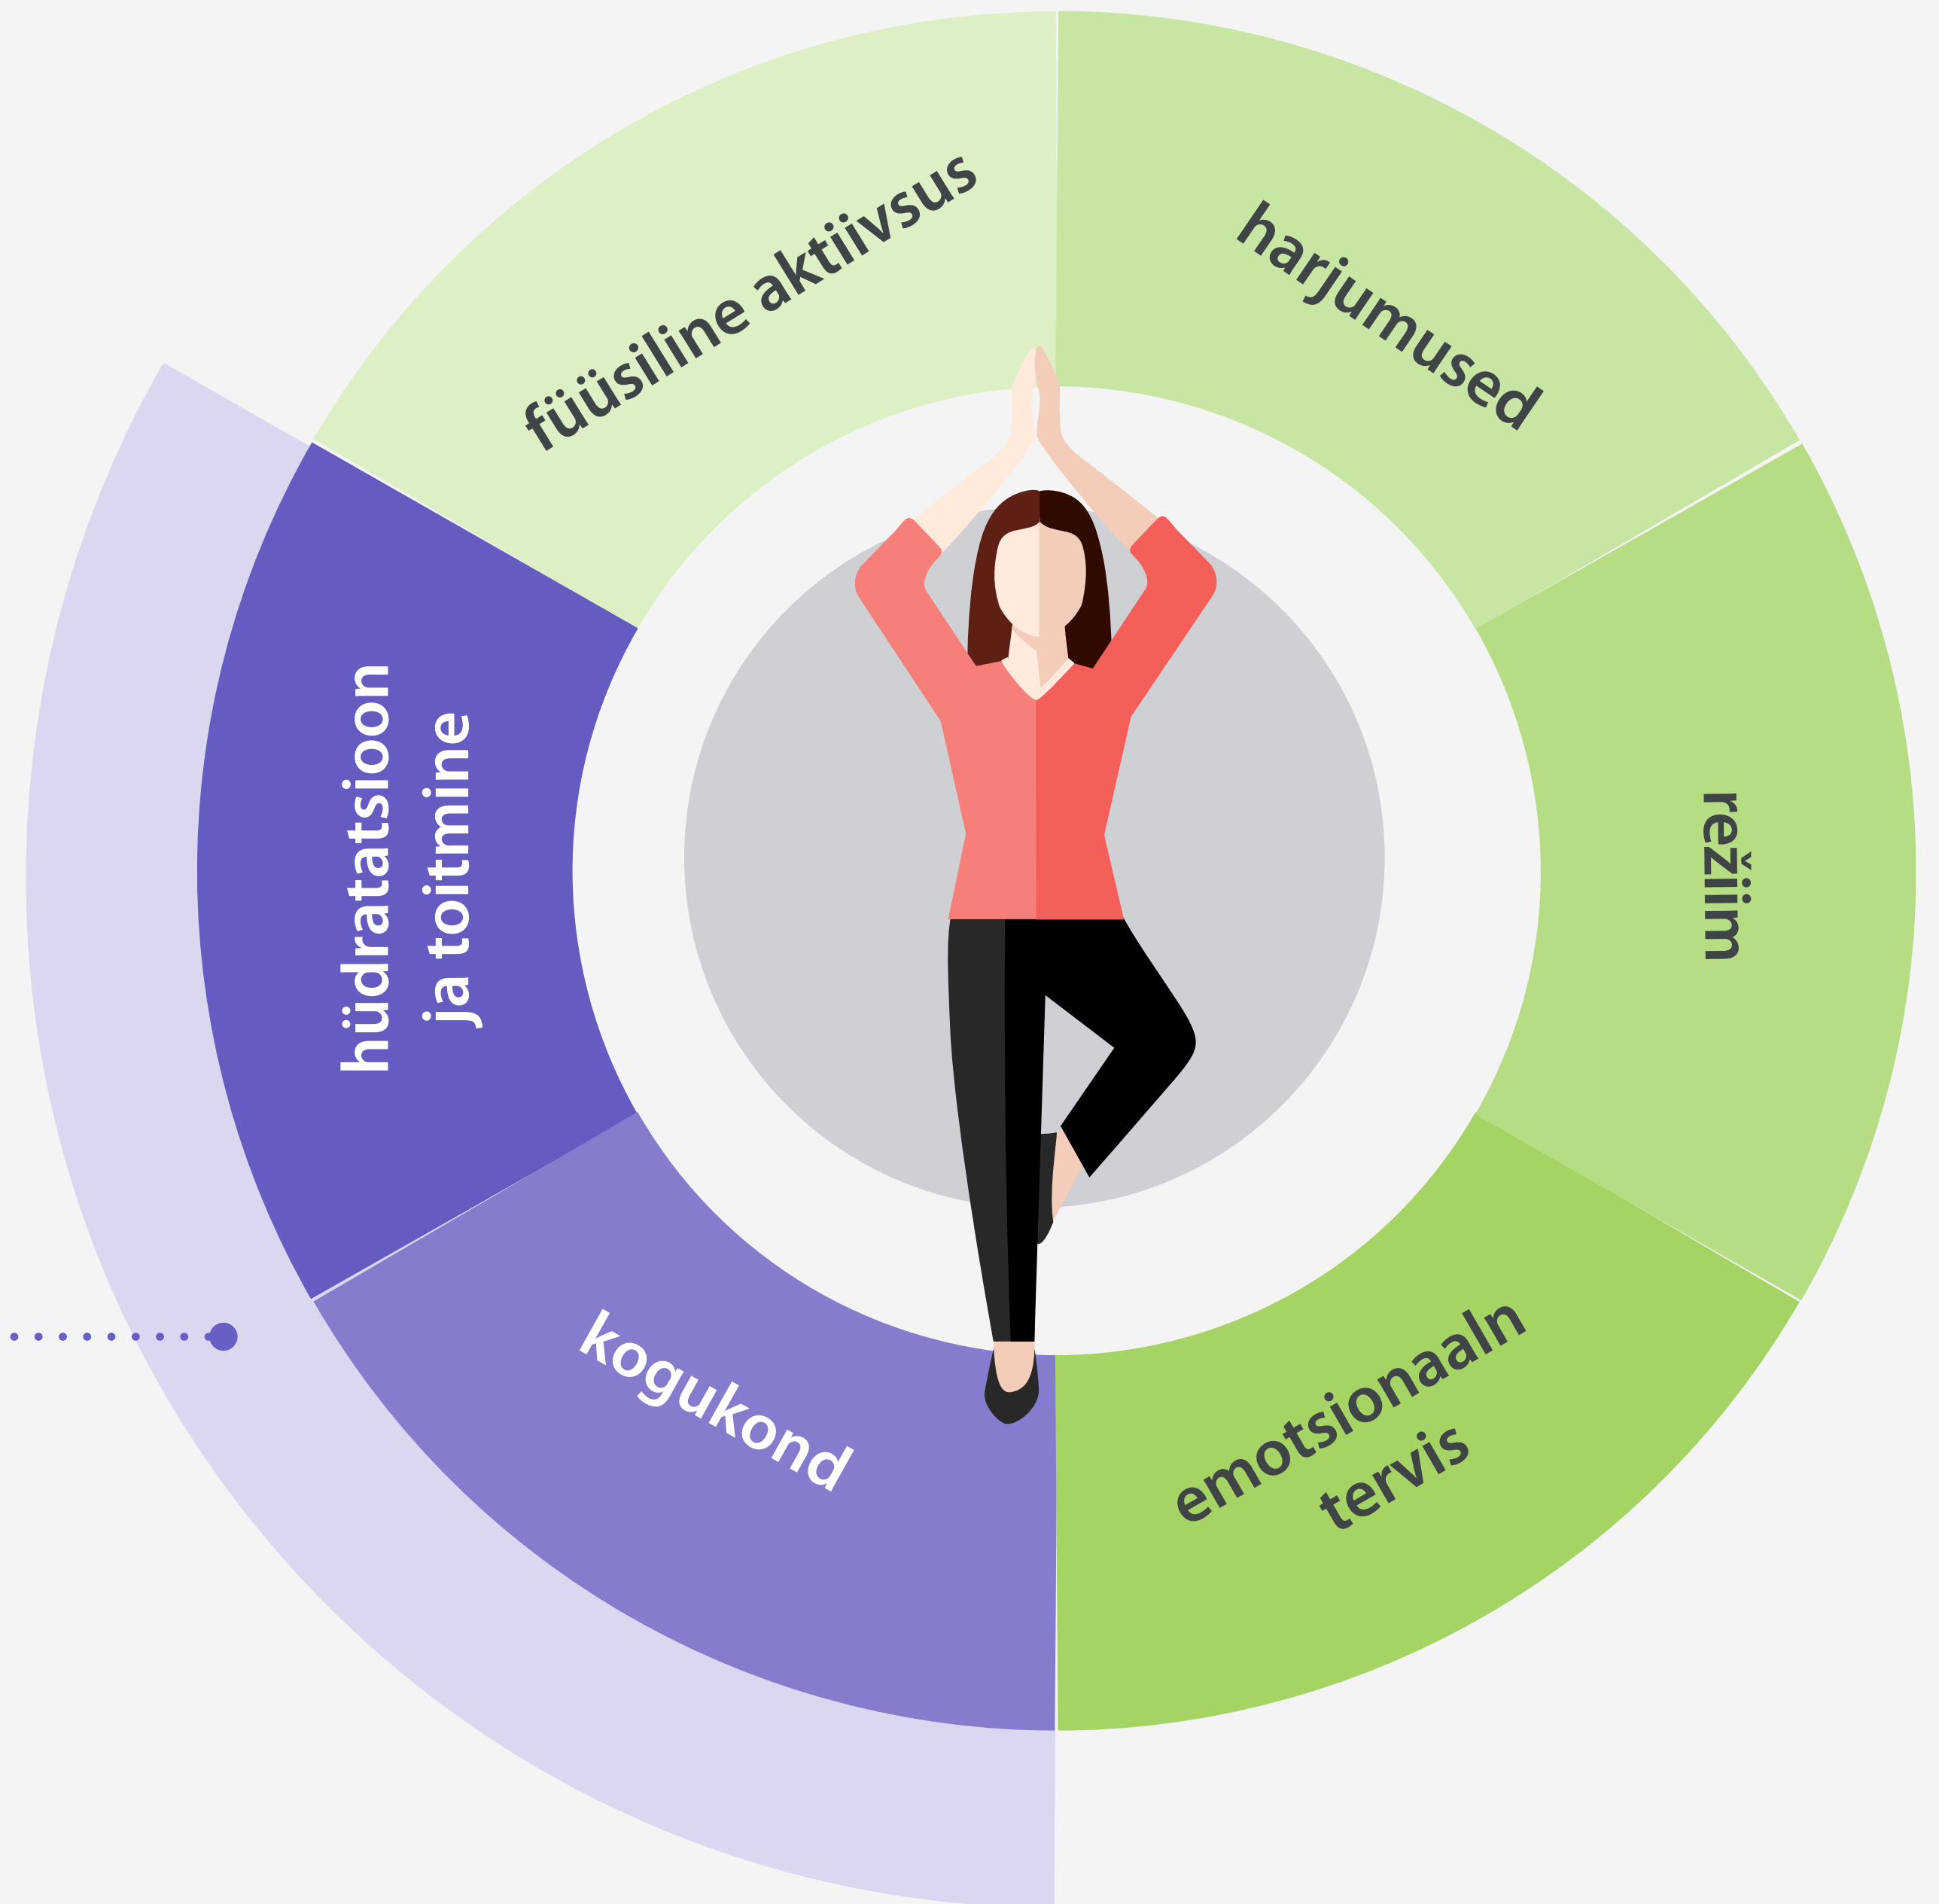 füüsiline aktiivsus
harjumused
režiim
emotsionaaln
tervis
kogukond
hüdratatsioon
ja toitmine